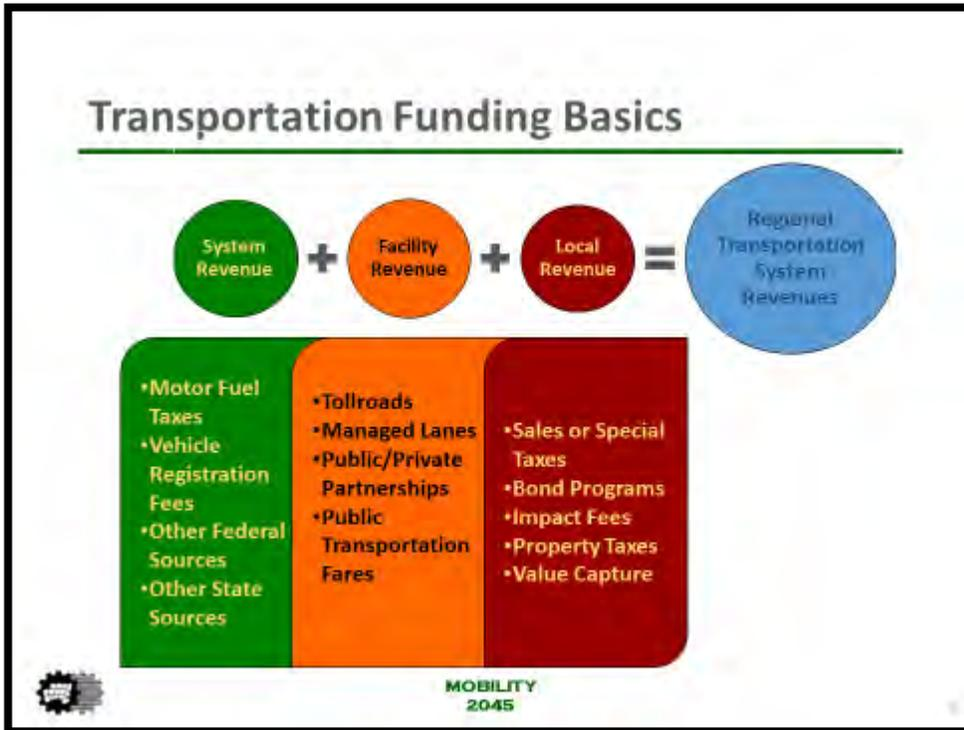 Transportation Funding Basics
System
Revenue
+
Facility
Revenue
+
Local
Revenue
=
Regional
Transportation
System
Revenues
•Motor Fuel
Taxes
•Vehicle
Registration
Fees
•Other Federal
Sources
•Other State
Sources
•Tollroads
•Managed Lanes
•Public/Private
Partnerships
•Public
Transportation
Fares
•Sales or Special
Taxes
•Bond Programs
•Impact Fees
•Property Taxes
•Value Capture
MOBILITY
2045